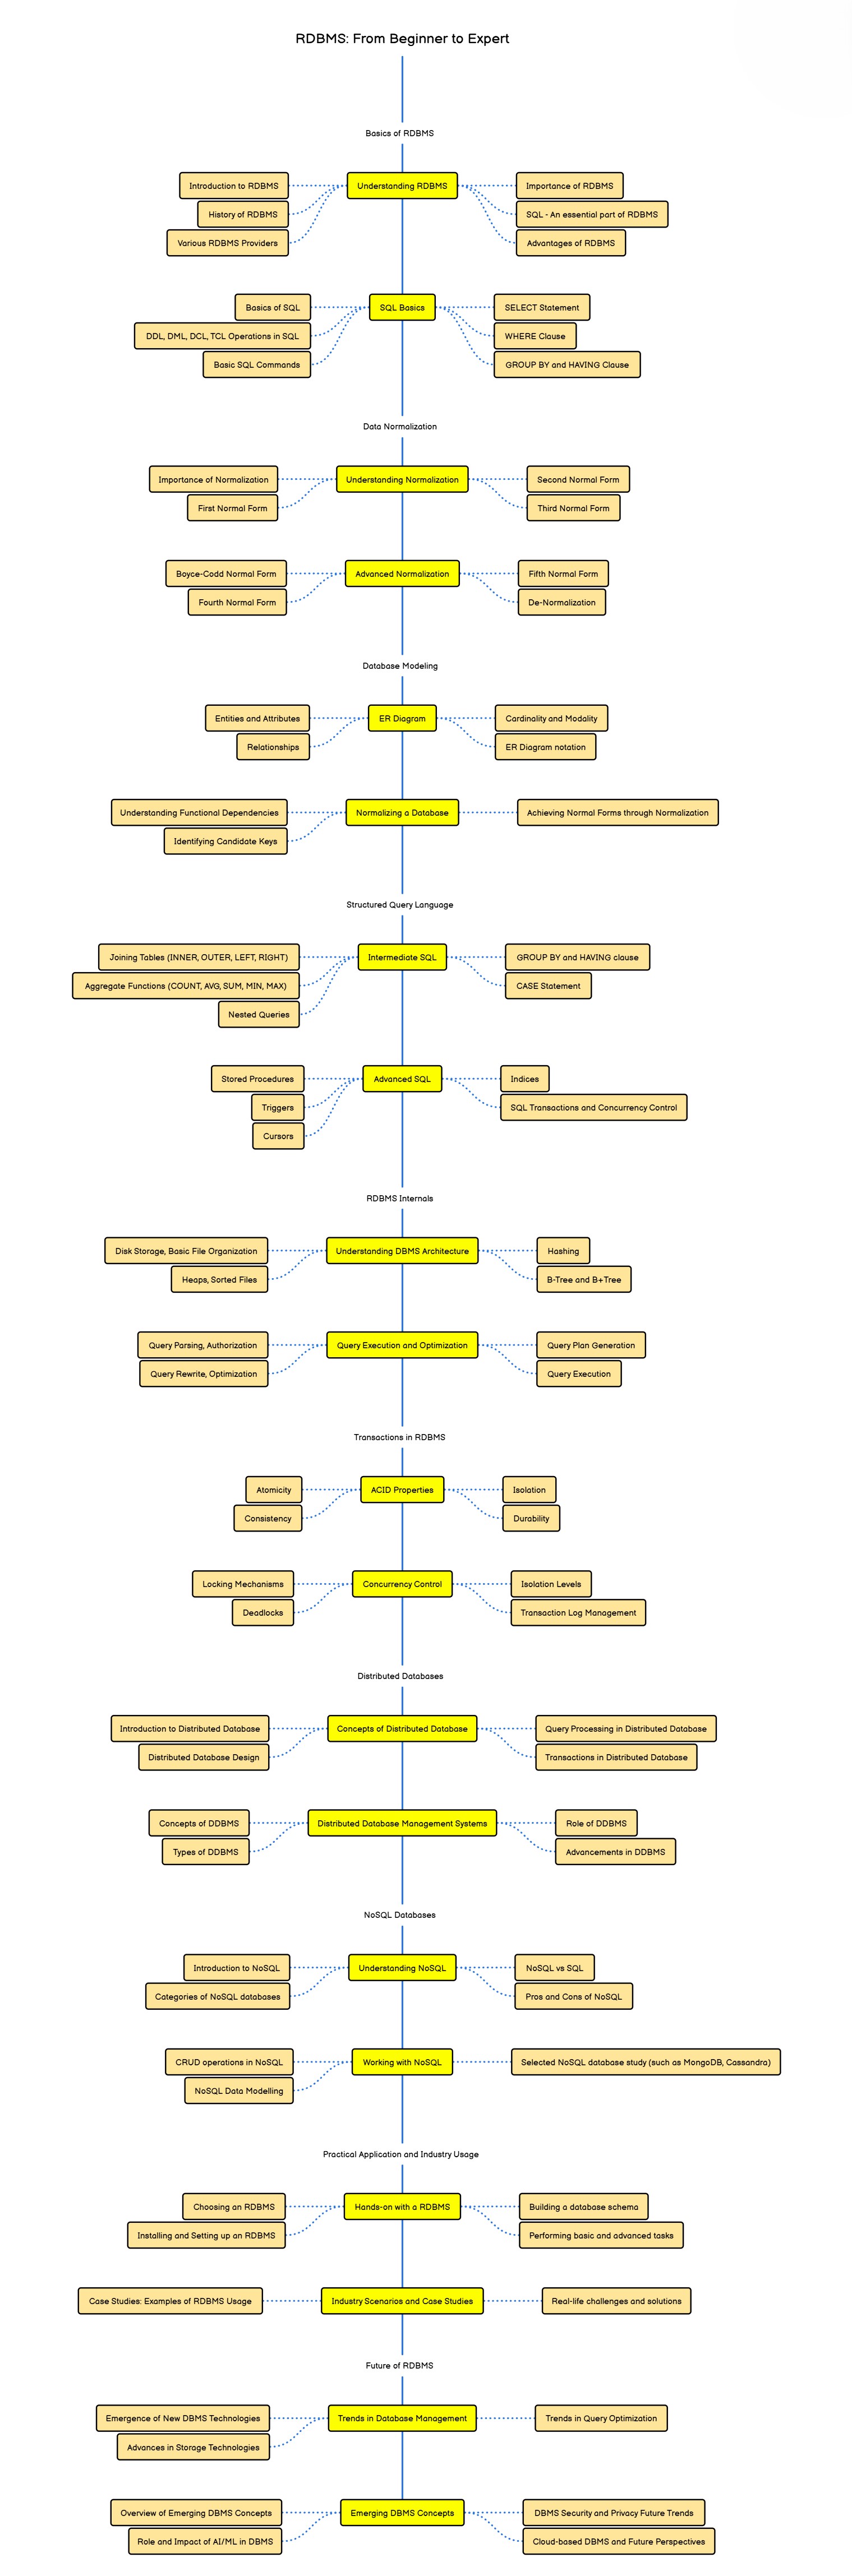 RDBMS: From Beginner to Expert
Basics of RDBMS
Introduction to RDBMS
Understanding RDBMS
Importance of RDBMS
History of RDBMS
SQL - An essential part of RDBMS
Various RDBMS Providers
Advantages of RDBMS
Basics of SQL
SQL Basics
SELECT Statement
DDL, DML, DCL, TCL Operations in SQL
WHERE Clause
Basic SQL Commands
GROUP BY and HAVING Clause
Data Normalization
Importance of Normalization
Understanding Normalization
Second Normal Form
First Normal Form
Third Normal Form
Boyce-Codd Normal Form
Advanced Normalization
Fifth Normal Form
Fourth Normal Form
De-Normalization
Database Modeling
Entities and Attributes
ER Diagram
Cardinality and Modality
Relationships
ER Diagram notation
Understanding Functional Dependencies
Normalizing a Database
Achieving Normal Forms through Normalization
Identifying Candidate Keys
Structured Query Language
Joining Tables (INNER, OUTER, LEFT, RIGHT)
Intermediate SQL
GROUP BY and HAVING clause
Aggregate Functions (COUNT, AVG, SUM, MIN, MAX)
CASE Statement
Nested Queries
Stored Procedures
Advanced SQL
Indices
Triggers
SQL Transactions and Concurrency Control
Cursors
RDBMS Internals
Disk Storage, Basic File Organization
Understanding DBMS Architecture
Hashing
Heaps, Sorted Files
B-Tree and B+Tree
Query Parsing, Authorization
Query Execution and Optimization
Query Plan Generation
Query Rewrite, Optimization
Query Execution
Transactions in RDBMS
Atomicity
ACID Properties
Isolation
Consistency
Durability
Locking Mechanisms
Concurrency Control
Isolation Levels
Deadlocks
Transaction Log Management
Distributed Databases
Introduction to Distributed Database
Concepts of Distributed Database
Query Processing in Distributed Database
Distributed Database Design
Transactions in Distributed Database
Concepts of DDBMS
Distributed Database Management Systems
Role of DDBMS
Types of DDBMS
Advancements in DDBMS
NoSQL Databases
Introduction to NoSQL
Understanding NoSQL
NoSQL vs SQL
Categories of NoSQL databases
Pros and Cons of NoSQL
CRUD operations in NoSQL
Working with NoSQL
Selected NoSQL database study (such as MongoDB, Cassandra)
NoSQL Data Modelling
Practical Application and Industry Usage
Choosing an RDBMS
Hands-on with a RDBMS
Building a database schema
Installing and Setting up an RDBMS
Performing basic and advanced tasks
Case Studies: Examples of RDBMS Usage
Industry Scenarios and Case Studies
Real-life challenges and solutions
Future of RDBMS
Emergence of New DBMS Technologies
Trends in Database Management
Trends in Query Optimization
Advances in Storage Technologies
Overview of Emerging DBMS Concepts
Emerging DBMS Concepts
DBMS Security and Privacy Future Trends
Role and Impact of AI/ML in DBMS
Cloud-based DBMS and Future Perspectives